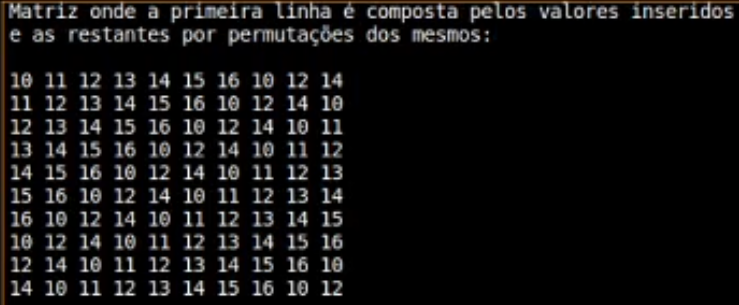 Matriz onde a primeira linha é composta pelos valores inseridos
e as restantes por permutações dos mesmos:
10 11 12 13 14 15 16 10 12 14
11 12 13 14 15 16 10 12 14 10
12 13 14 15 16 10 12 14 10 11
13 14 15 16 10 12 14 10 11 12
14 15 16 10 12 14 10 11 12 13
15 16 10 12 14 10 11 12 13 14
16 10 12 14 10 11 12 13 14 15
10 12 14 10 11 12 13 14 15 16
12 14 10 11 12 13 14 15 16 10
14 10 11 12 13 14 15 16 10 12